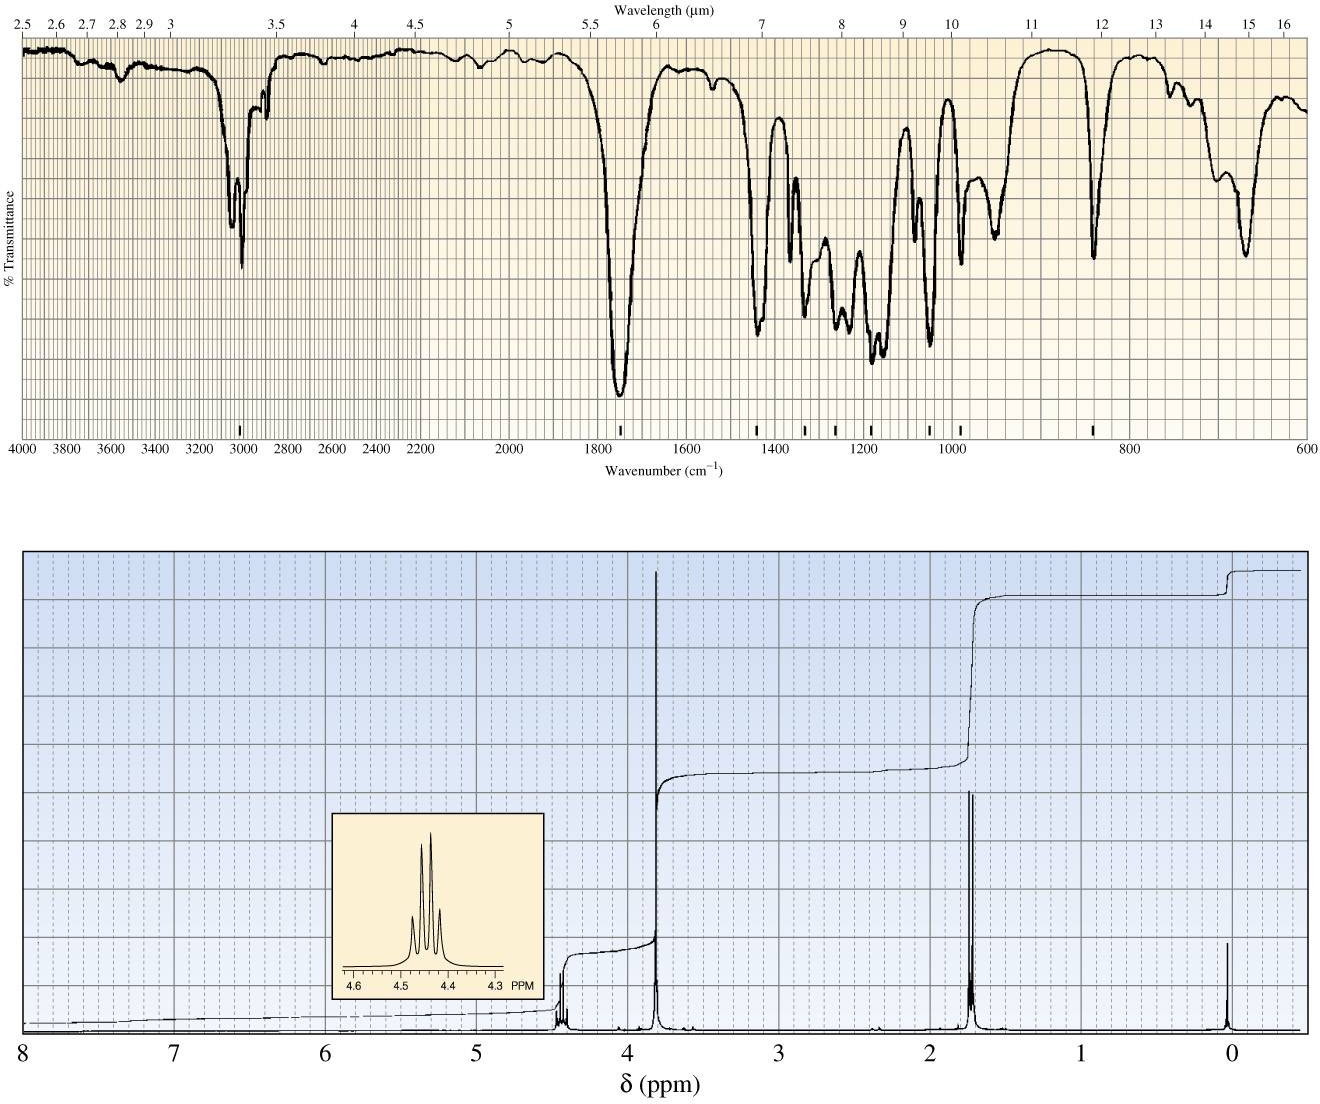 Wavelength (μm)
2.5 2.6 2.7 2.8 2.9 3 3.5 4 4.5 5 5.5 6 7 8 9 10 11 12 13 14 15 16
% Transmittance
4000 3800 3600 3400 3200 3000 2800 2600 2400 2200 2000 1800 1600 1400 1200 1000 800 600
Wavenumber (cm⁻¹)
4.6 4.5 4.4 4.3 PPM
8 7 6 5 4 3 2 1 0
δ (ppm)